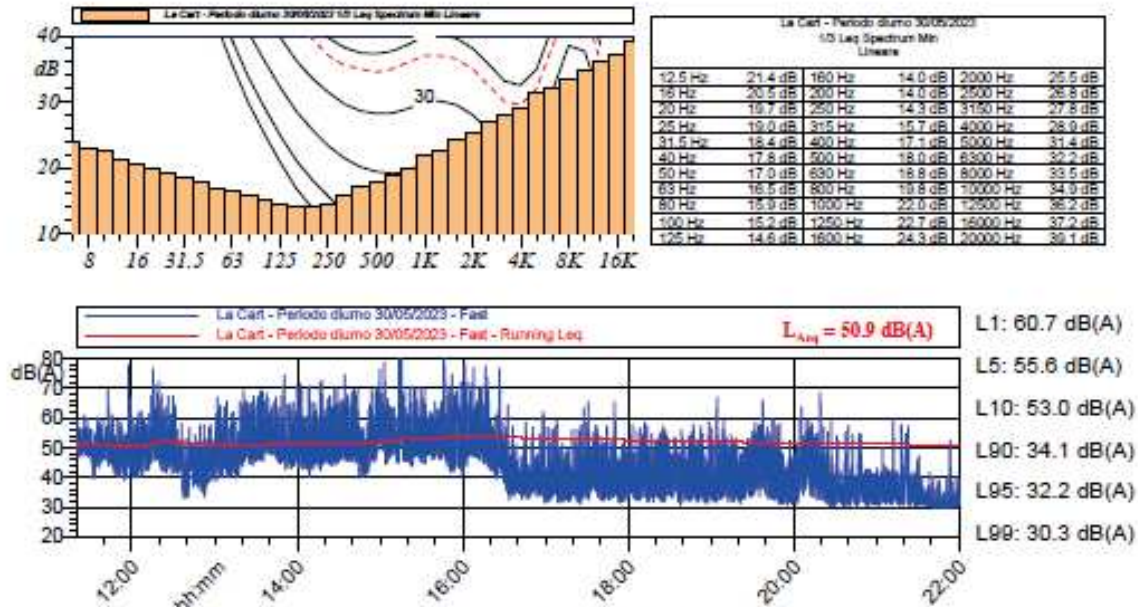 La Cart - Periodo diurno 30/05/2023 1/3 Leq Spectrum Min Lineare
40
dB
30
20
10
30
8 16 31.5 63 125 250 500 1K 2K 4K 8K 16K
La Cart - Periodo diurno 30/05/2023
1/3 Leq Spectrum Min
Lineare
12.5 Hz 21.4 dB 160 Hz 14.0 dB 2000 Hz 25.5 dB
16 Hz 20.5 dB 200 Hz 14.0 dB 2500 Hz 26.8 dB
20 Hz 19.7 dB 250 Hz 14.3 dB 3150 Hz 27.8 dB
25 Hz 19.0 dB 315 Hz 15.7 dB 4000 Hz 28.9 dB
31.5 Hz 18.4 dB 400 Hz 17.1 dB 5000 Hz 31.4 dB
40 Hz 17.8 dB 500 Hz 18.0 dB 6300 Hz 32.2 dB
50 Hz 17.0 dB 630 Hz 18.8 dB 8000 Hz 33.5 dB
63 Hz 16.5 dB 800 Hz 19.8 dB 10000 Hz 34.9 dB
80 Hz 15.9 dB 1000 Hz 22.0 dB 12500 Hz 36.2 dB
100 Hz 15.2 dB 1250 Hz 22.7 dB 16000 Hz 37.2 dB
125 Hz 14.6 dB 1600 Hz 24.3 dB 20000 Hz 39.1 dB
La Cart - Periodo diurno 30/05/2023 - Fast
La Cart - Periodo diurno 30/05/2023 - Fast - Running Leq
LAeq = 50.9 dB(A)
dB(A)
80
70
60
50
40
30
20
12:00 14:00 16:00 18:00 20:00 22:00
hh:mm
L1: 60.7 dB(A)
L5: 55.6 dB(A)
L10: 53.0 dB(A)
L90: 34.1 dB(A)
L95: 32.2 dB(A)
L99: 30.3 dB(A)